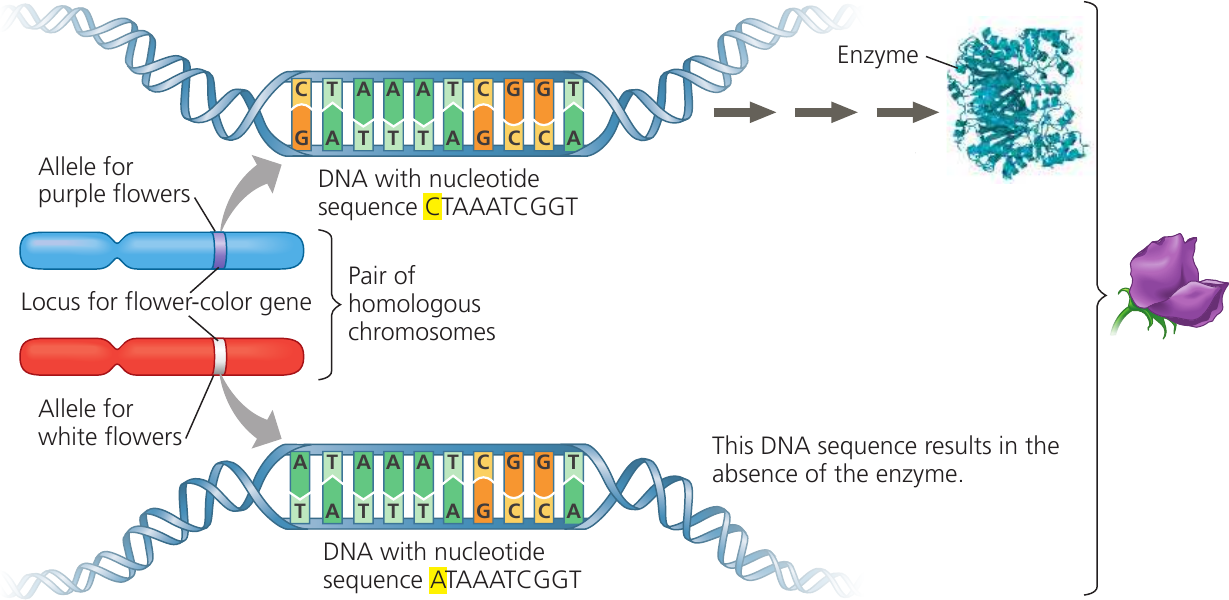 Enzyme
C T A A A T C G G T
G A T T T A G C C A
Allele for
purple flowers
DNA with nucleotide
sequence CTAAATCGGT
Locus for flower-color gene
Pair of
homologous
chromosomes
Allele for
white flowers
A T A A A T C G G T
T A T T T A G C C A
DNA with nucleotide
sequence ATAAATCGGT
This DNA sequence results in the
absence of the enzyme.